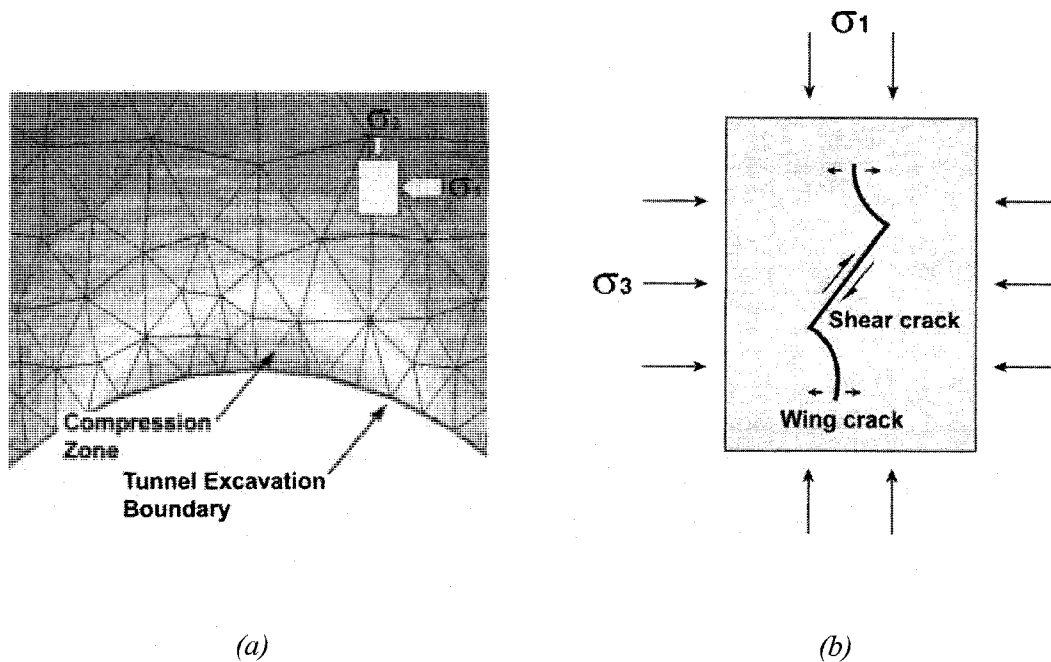 σ1
σ3
Compression
Zone
Tunnel Excavation
Boundary
Shear crack
Wing crack
(a)
(b)